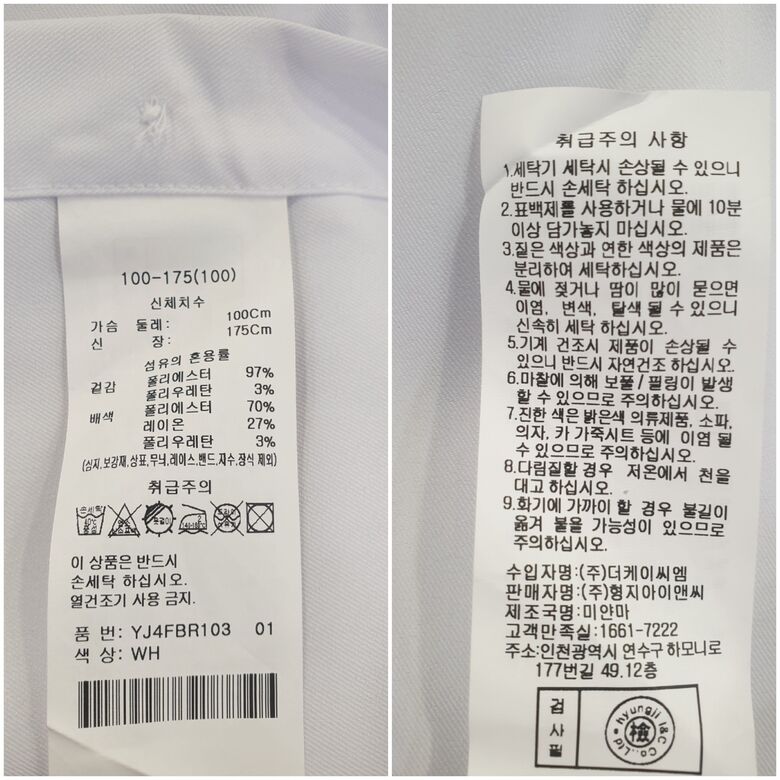 100-175(100)
신체치수
가슴 둘레: 100Cm
신 장: 175Cm
섬유의 혼용률
겉감 폴리에스터 97%
폴리우레탄 3%
배색 폴리에스터 70%
레이온 27%
폴리우레탄 3%
(심지,보강재,상표,무늬,레이스,밴드,자수,장식 제외)
취급주의
손세탁 40℃
옷걸이
140-160℃
이 상품은 반드시
손세탁 하십시오.
열건조기 사용 금지.
품 번: YJ4FBR103 01
색 상: WH
취급주의 사항
1.세탁기 세탁시 손상될 수 있으니
반드시 손세탁 하십시오.
2.표백제를 사용하거나 물에 10분
이상 담가놓지 마십시오.
3.짙은 색상과 연한 색상의 제품은
분리하여 세탁하십시오.
4.물에 젖거나 땀이 많이 묻으면
이염, 변색, 탈색 될 수 있으니
신속히 세탁 하십시오.
5.기계 건조시 제품이 손상될 수
있으니 반드시 자연건조 하십시오.
6.마찰에 의해 보풀/필링이 발생
할 수 있으므로 주의하십시오.
7.진한 색은 밝은색 의류제품, 소파,
의자, 카 가죽시트 등에 이염 될
수 있으므로 주의하십시오.
8.다림질할 경우 저온에서 천을
대고 하십시오.
9.화기에 가까이 할 경우 불길이
옮겨 붙을 가능성이 있으므로
주의하십시오.
수입자명:(주)더케이씨엠
판매자명:(주)형지아이앤씨
제조국명:미얀마
고객만족실:1661-7222
주소:인천광역시 연수구 하모니로
177번길 49.12층
검사필
hyungji I&C Co.,Ltd
檢